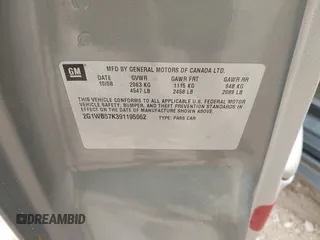 GM
MFD BY GENERAL MOTORS OF CANADA LTD.
DATE GVWR GAWR FRT GAWR RR
10/08 2063 KG 1115 KG 948 KG
4547 LB 2458 LB 2089 LB
THIS VEHICLE CONFORMS TO ALL APPLICABLE U.S. FEDERAL MOTOR
VEHICLE SAFETY, BUMPER, AND THEFT PREVENTION STANDARDS
IN EFFECT ON THE DATE OF MANUFACTURE SHOWN ABOVE.
2G1WB57K391195062 TYPE: PASS CAR
DREAMBID